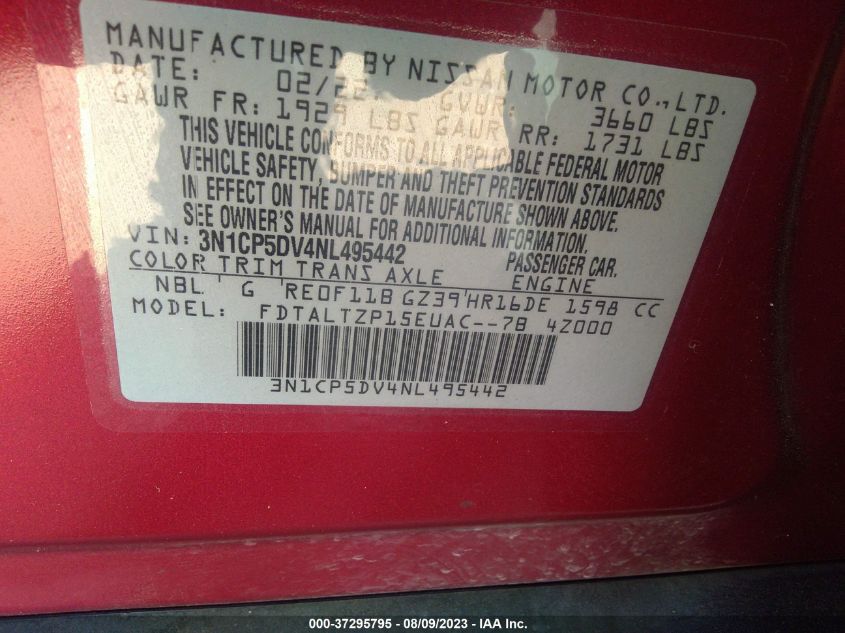 MANUFACTURED BY NISSAN MOTOR CO., LTD.
DATE: 02/22 GVWR: 3660 LBS
GAWR FR: 1929 LBS GAWR RR: 1731 LBS
THIS VEHICLE CONFORMS TO ALL APPLICABLE FEDERAL MOTOR
VEHICLE SAFETY, BUMPER AND THEFT PREVENTION STANDARDS
IN EFFECT ON THE DATE OF MANUFACTURE SHOWN ABOVE.
SEE OWNER'S MANUAL FOR ADDITIONAL INFORMATION.
VIN: 3N1CP5DV4NL495442 PASSENGER CAR.
COLOR TRIM TRANS AXLE ENGINE
NBL ' G 'RE0F11B GZ39'HR16DE 1598 CC
MODEL: FDTALTZP15EUAC--78 4Z000
3N1CP5DV4NL495442
000-37295795 - 08/09/2023 - IAA Inc.